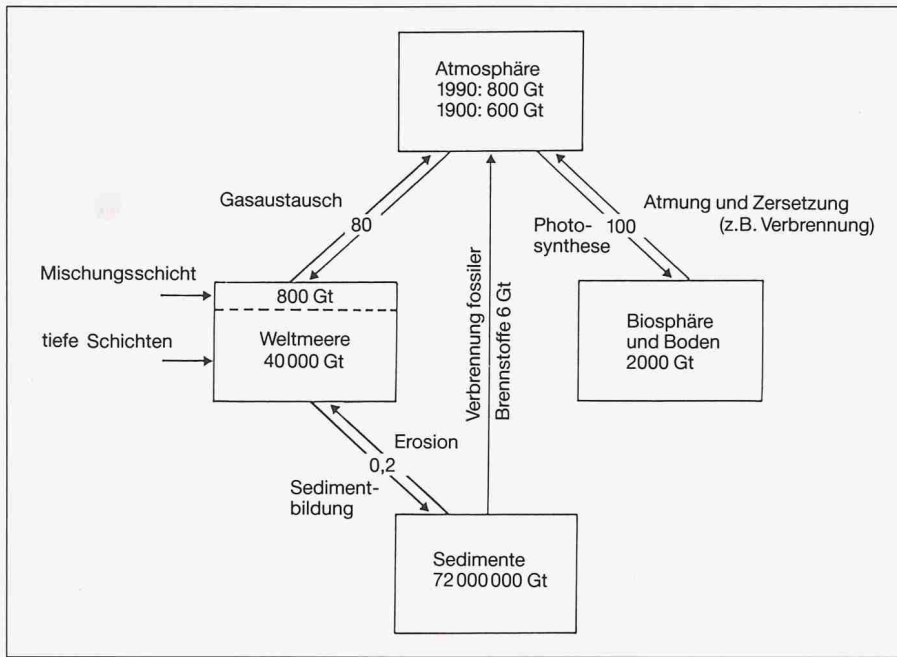 Atmosphäre
1990: 800 Gt
1900: 600 Gt
Gasaustausch
80
Atmung und Zersetzung
(z.B. Verbrennung)
Photo-
synthese
100
Mischungsschicht
800 Gt
tiefe Schichten
Weltmeere
40 000 Gt
Verbrennung fossiler
Brennstoffe 6 Gt
Biosphäre
und Boden
2000 Gt
Erosion
0,2
Sediment-
bildung
Sedimente
72 000 000 Gt